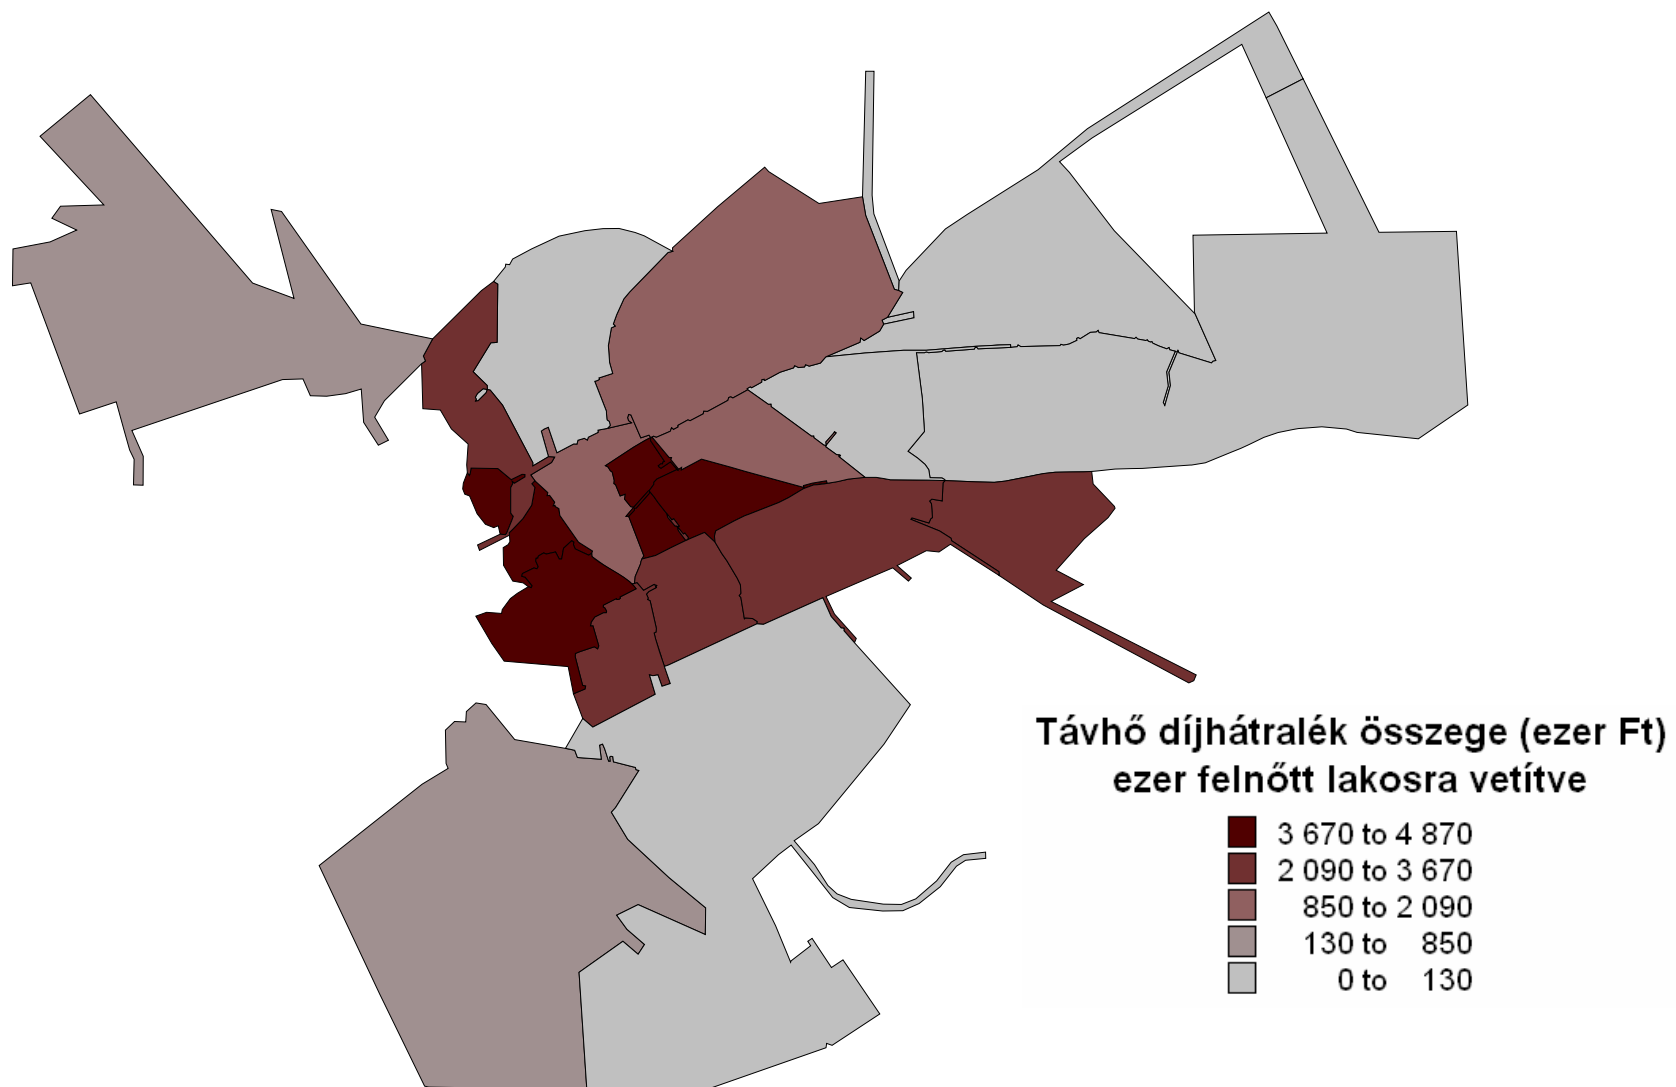 Távhő díjhátralék összege (ezer Ft)
ezer felnőtt lakosra vetítve
3 670 to 4 870
2 090 to 3 670
850 to 2 090
130 to 850
0 to 130